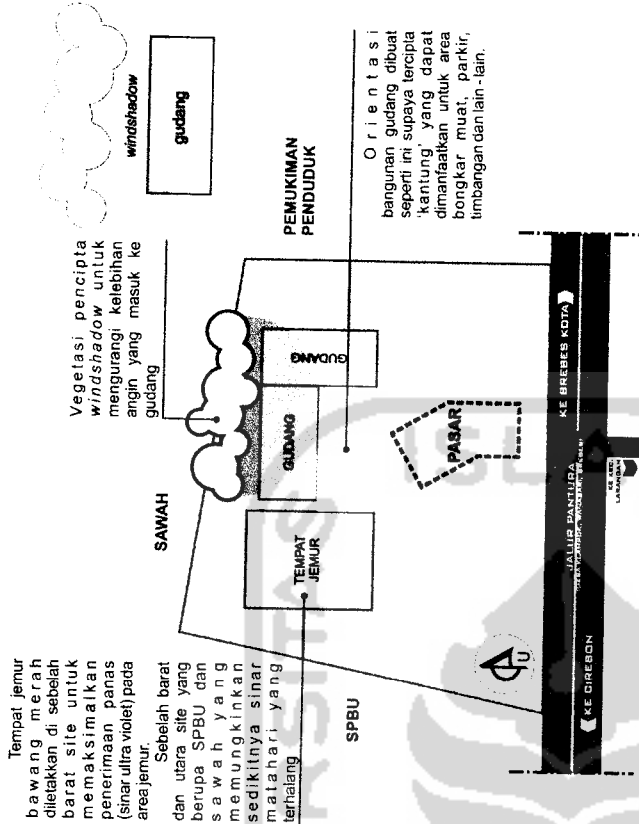 Tempat jemur
bawang merah
diletakkan di sebelah
barat site untuk
memaksimalkan
penerimaan panas
(sinar ultra violet) pada
area jemur.
Sebelah barat
dan utara site yang
berupa SPBU dan
sawah yang
memungkinkan
sedikitnya sinar
matahari yang
terhalang
Vegetasi pencipta
windshadow untuk
mengurangi kelebihan
angin yang masuk ke
gudang
windshadow
gudang
SAWAH
PEMUKIMAN
PENDUDUK
GUDANG
GUDANG
TEMPAT
JEMUR
SPBU
PASAR
Orientasi
bangunan gudang dibuat
seperti ini supaya tercipta
'kantung' yang dapat
dimanfaatkan untuk area
bongkar muat, parkir,
timbangan dan lain - lain.
U
KE CIREBON
JALUR PANTURA
KE BREBES KOTA
KE KEC.
LARANGAN